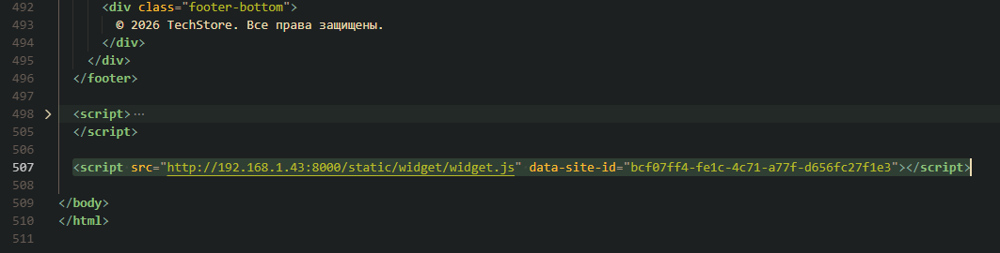 492 <div class="footer-bottom">
493 © 2026 TechStore. Все права защищены.
494 </div>
495 </div>
496 </footer>
497
498 <script>···
505 </script>
506
507 <script src="http://192.168.1.43:8000/static/widget/widget.js" data-site-id="bcf07ff4-fe1c-4c71-a77f-d656fc27f1e3"></script>
508
509 </body>
510 </html>
511